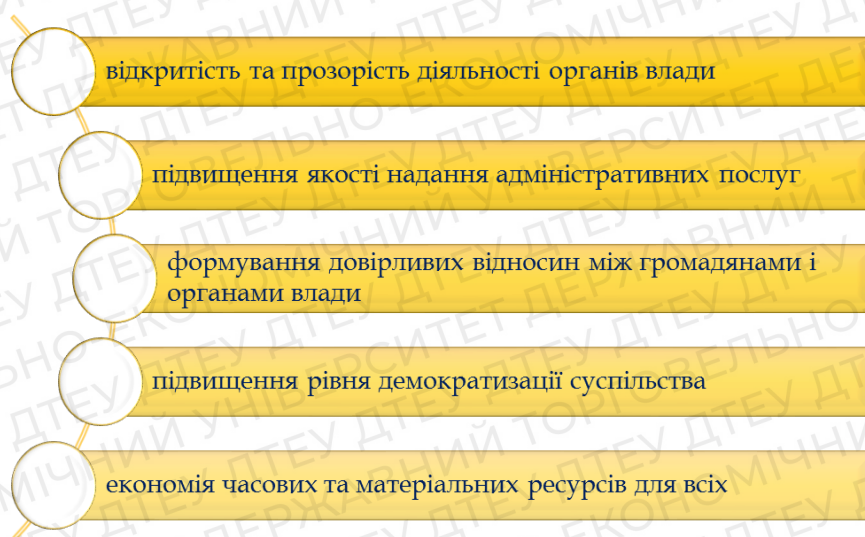 відкритість та прозорість діяльності органів влади
підвищення якості надання адміністративних послуг
формування довірливих відносин між громадянами і
органами влади
підвищення рівня демократизації суспільства
економія часових та матеріальних ресурсів для всіх